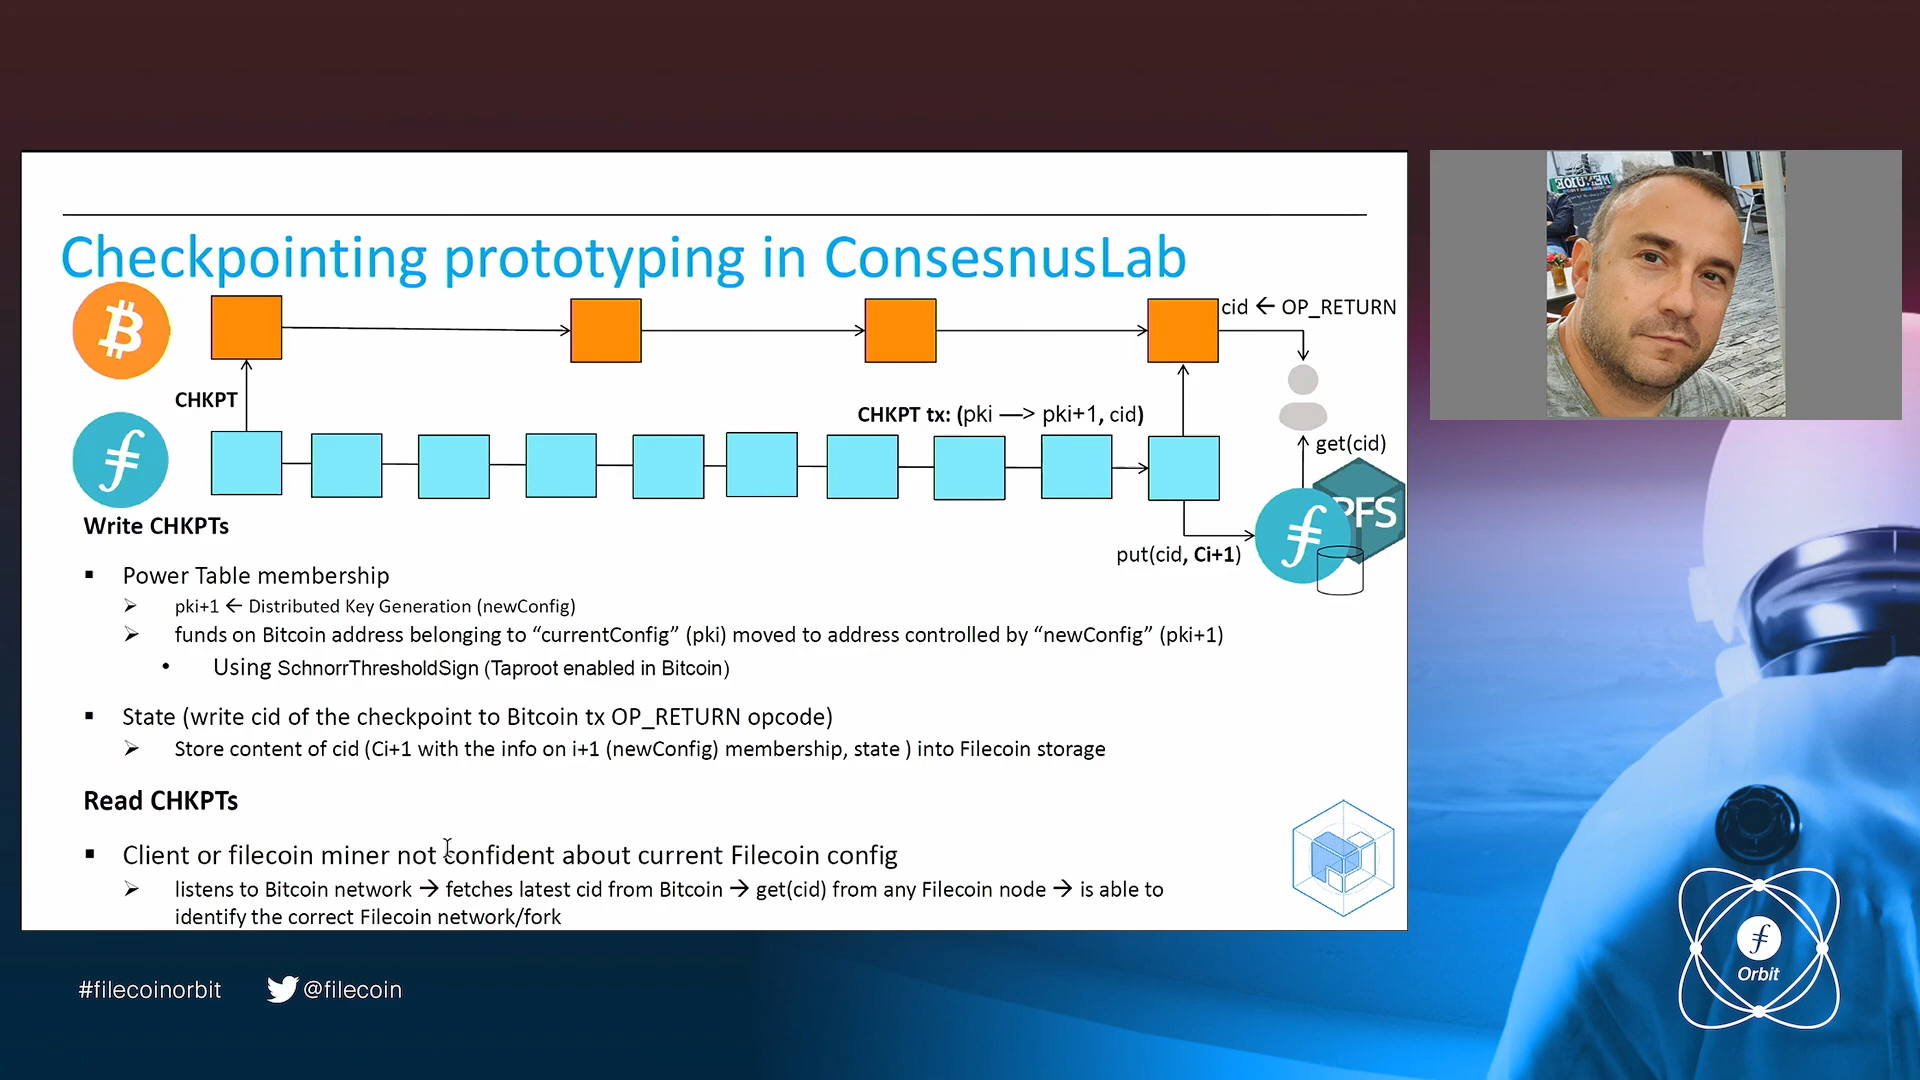 Checkpointing prototyping in ConsesnusLab
cid ← OP_RETURN
CHKPT
CHKPT tx: (pki —> pki+1, cid)
get(cid)
PFS
put(cid, Ci+1)
Write CHKPTs
▪ Power Table membership
➢ pki+1 ← Distributed Key Generation (newConfig)
➢ funds on Bitcoin address belonging to “currentConfig” (pki) moved to address controlled by “newConfig” (pki+1)
• Using SchnorrThresholdSign (Taproot enabled in Bitcoin)
▪ State (write cid of the checkpoint to Bitcoin tx OP_RETURN opcode)
➢ Store content of cid (Ci+1 with the info on i+1 (newConfig) membership, state ) into Filecoin storage
Read CHKPTs
▪ Client or filecoin miner not confident about current Filecoin config
➢ listens to Bitcoin network → fetches latest cid from Bitcoin → get(cid) from any Filecoin node → is able to
identify the correct Filecoin network/fork
#filecoinorbit
@filecoin
Orbit